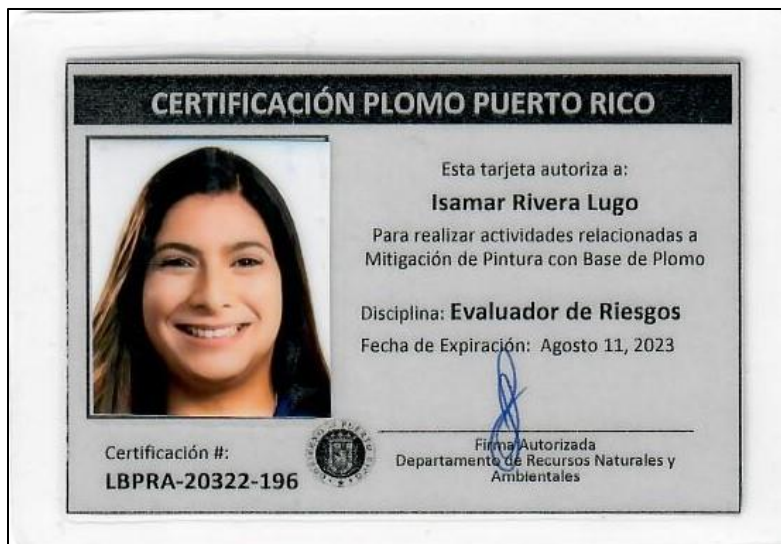 CERTIFICACIÓN PLOMO PUERTO RICO
Esta tarjeta autoriza a:
Isamar Rivera Lugo
Para realizar actividades relacionadas a
Mitigación de Pintura con Base de Plomo
Disciplina: Evaluador de Riesgos
Fecha de Expiración: Agosto 11, 2023
Firma Autorizada
Departamento de Recursos Naturales y
Ambientales
Certificación #:
LBPRA-20322-196